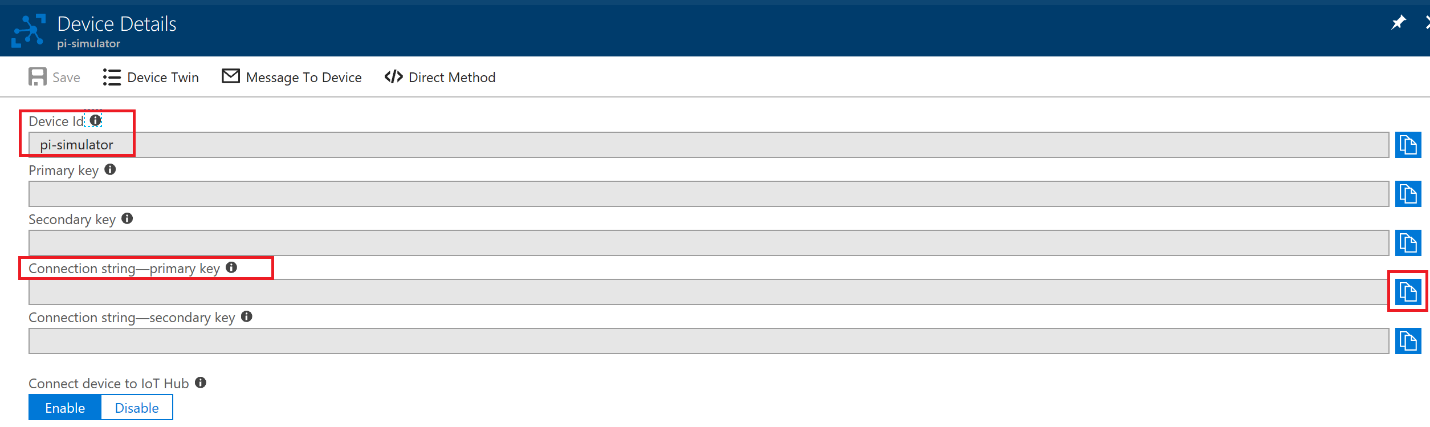 Device Details
pi-simulator
Save Device Twin Message To Device Direct Method
Device Id
pi-simulator
Primary key
Secondary key
Connection string—primary key
Connection string—secondary key
Connect device to IoT Hub
Enable Disable